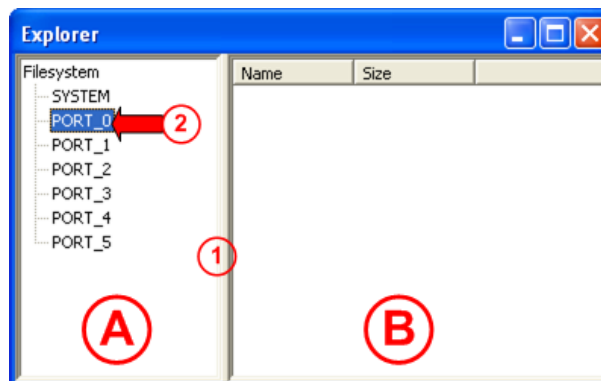 Explorer
Filesystem
Name Size
SYSTEM
PORT_0
2
PORT_1
PORT_2
PORT_3
PORT_4
PORT_5
1
A
B